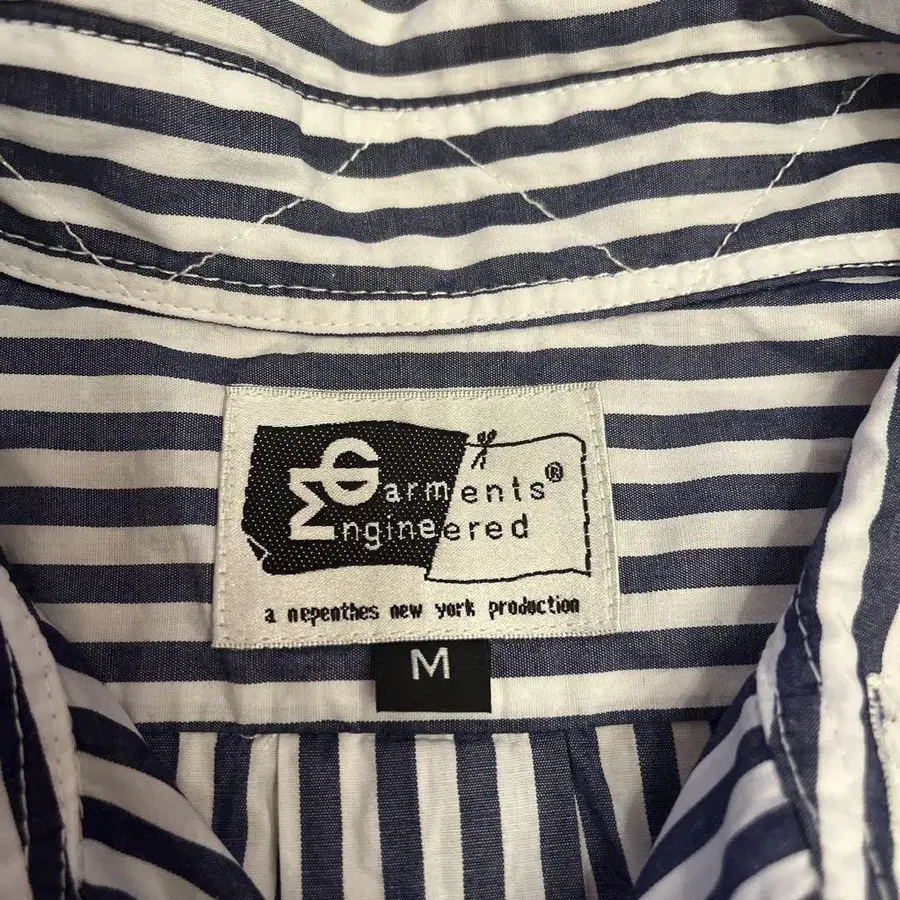 Garments®
Engineered
a nepenthes new york production
M